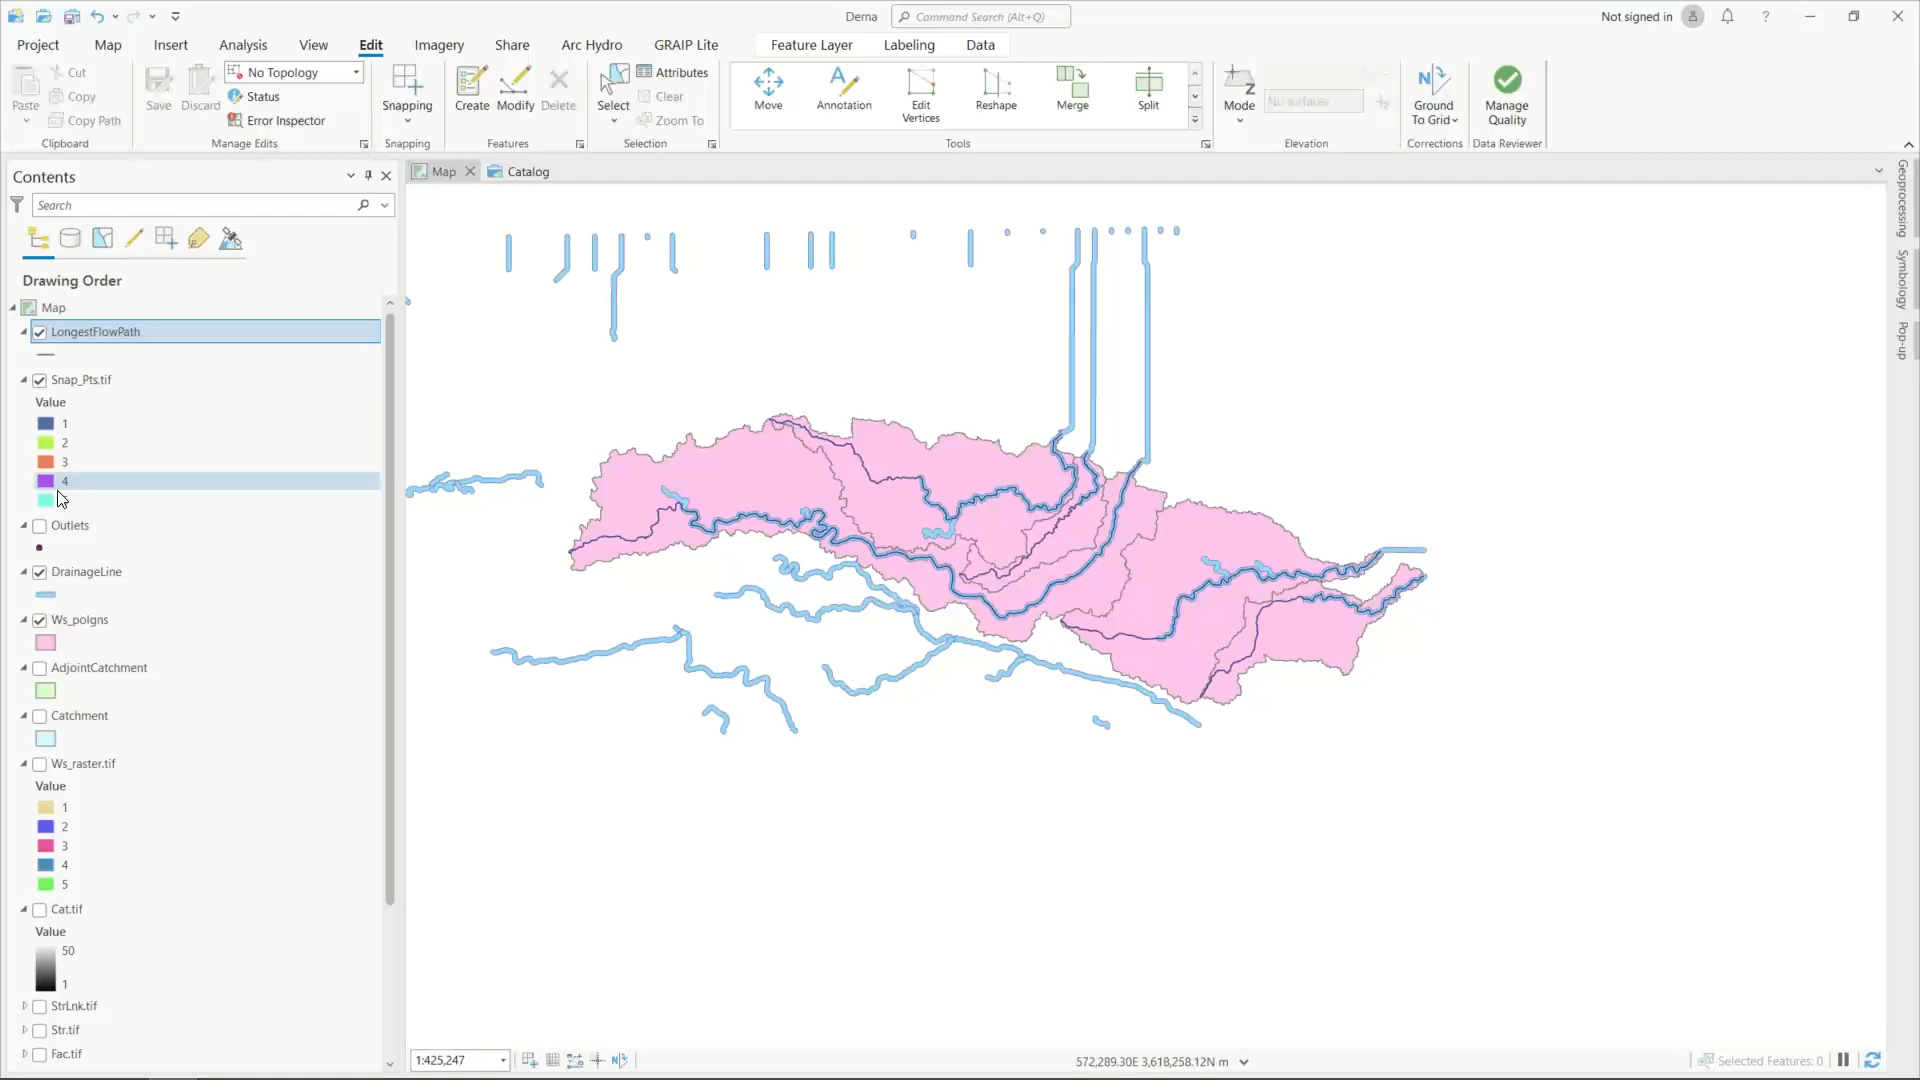 Derna
Command Search (Alt+Q)
Not signed in
Project
Map
Insert
Analysis
View
Edit
Imagery
Share
Arc Hydro
GRAIP Lite
Feature Layer
Labeling
Data
Paste
Cut
Copy
Copy Path
Clipboard
Save
Discard
No Topology
Status
Error Inspector
Manage Edits
Snapping
Snapping
Create
Modify
Delete
Features
Select
Attributes
Clear
Zoom To
Selection
Move
Annotation
Edit
Vertices
Reshape
Merge
Split
Tools
Mode
No surfaces
Elevation
Ground
To Grid
Corrections
Manage
Quality
Data Reviewer
Contents
Search
Drawing Order
Map
LongestFlowPath
Snap_Pts.tif
Value
1
2
3
4
Outlets
DrainageLine
Ws_polgns
AdjointCatchment
Catchment
Ws_raster.tif
Value
1
2
3
4
5
Cat.tif
Value
50
1
StrLnk.tif
Str.tif
Fac.tif
Map
Catalog
Geoprocessing
Symbology
Pop-up
1:425,247
572,289.30E 3,618,258.12N m
Selected Features: 0